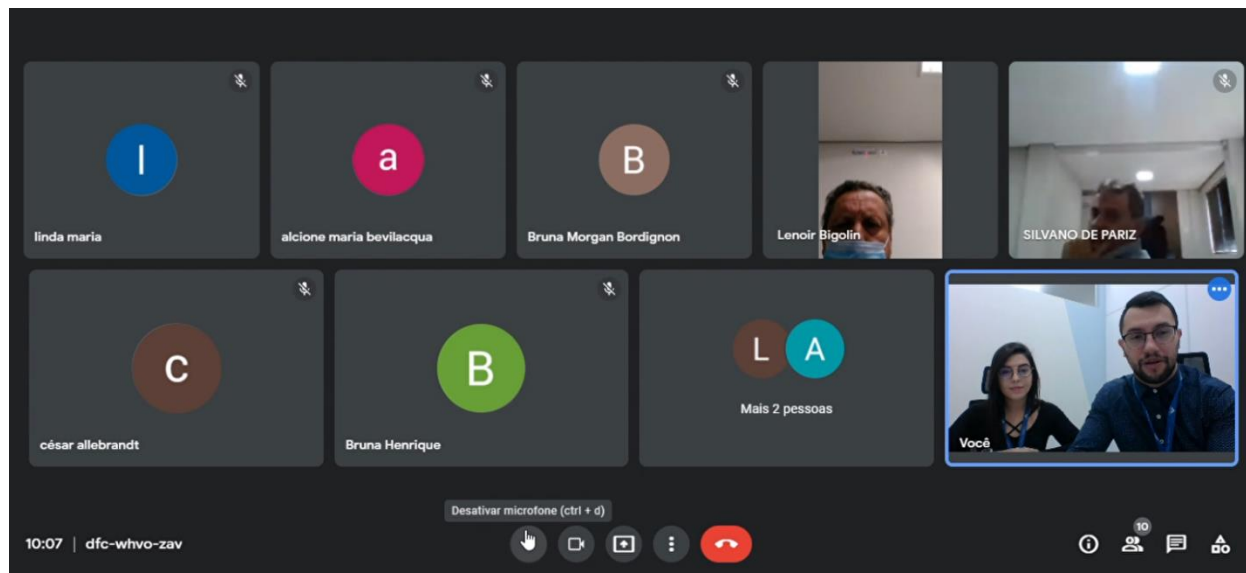 l
a
B
linda maria
alcione maria bevilacqua
Bruna Morgan Bordignon
Lenoir Bigolin
SILVANO DE PARIZ
c
B
L A
Mais 2 pessoas
césar allebrandt
Bruna Henrique
Você
Desativar microfone (ctrl + d)
10
10:07 | dfc-whvo-zav